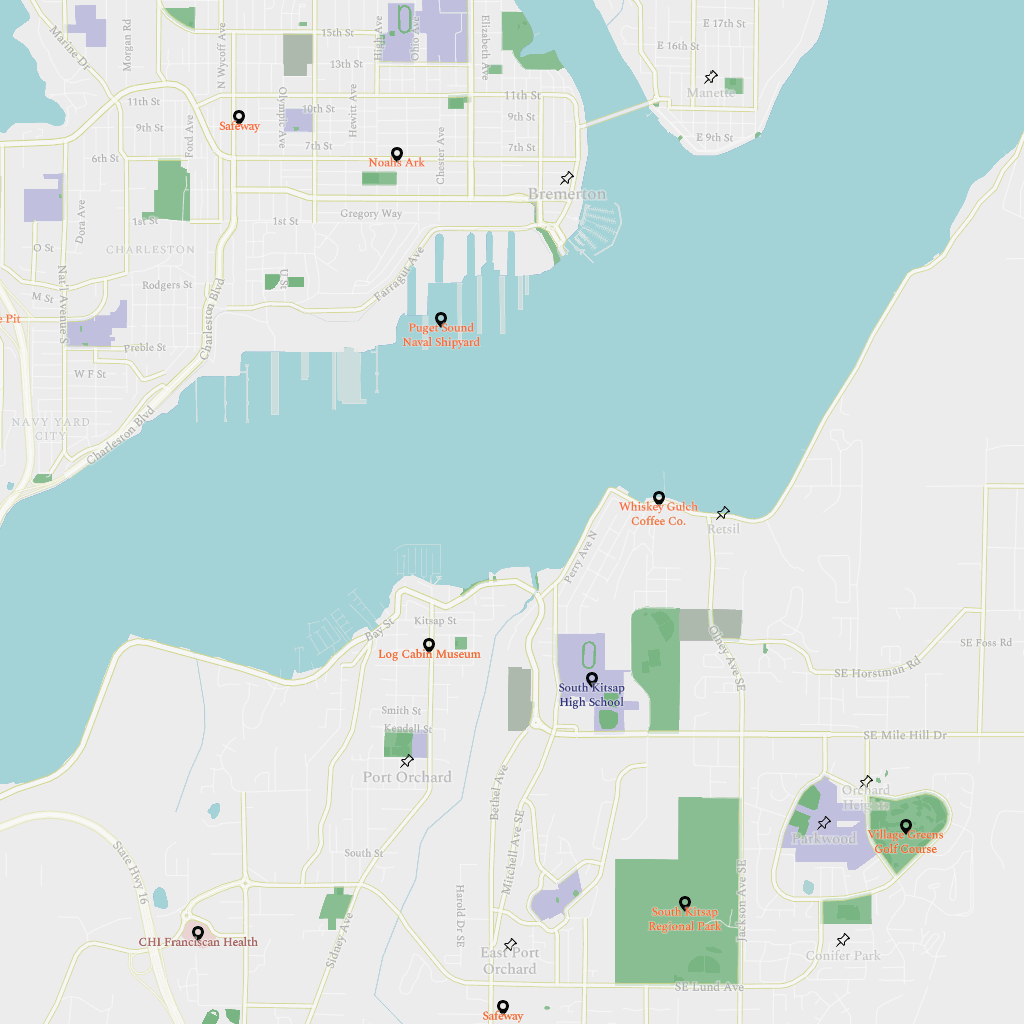 Marine Dr
Morgan Rd
N Wycoff Ave
15th St
High Ave
Ohio Ave
Elizabeth Ave
E 17th St
E 16th St
13th St
Manette
11th St
10th St
11th St
Olympic Ave
Hewitt Ave
Ford Ave
9th St
Safeway
9th St
7th St
7th St
E 9th St
6th St
Noah's Ark
Chester Ave
Bremerton
Dora Ave
1st St
1st St
Gregory Way
O St
CHARLESTON
Nat'l Avenue S
M St
Rodgers St
U St
Farragut Ave
Charleston Blvd
e Pit
Puget Sound
Naval Shipyard
Preble St
W F St
NAVY YARD
CITY
Charleston Blvd
Whiskey Gulch
Coffee Co.
Retsil
Perry Ave N
Bay St
Kitsap St
Log Cabin Museum
Olney Ave SE
SE Foss Rd
SE Horstman Rd
South Kitsap
High School
Smith St
Kendall St
SE Mile Hill Dr
Port Orchard
Bethel Ave
Mitchell Ave SE
Orchard
Heights
Parkwood
Village Greens
Golf Course
South St
State Hwy 16
Harold Dr SE
Sidney Ave
Jackson Ave SE
South Kitsap
Regional Park
CHI Franciscan Health
East Port
Orchard
Conifer Park
SE Lund Ave
Safeway